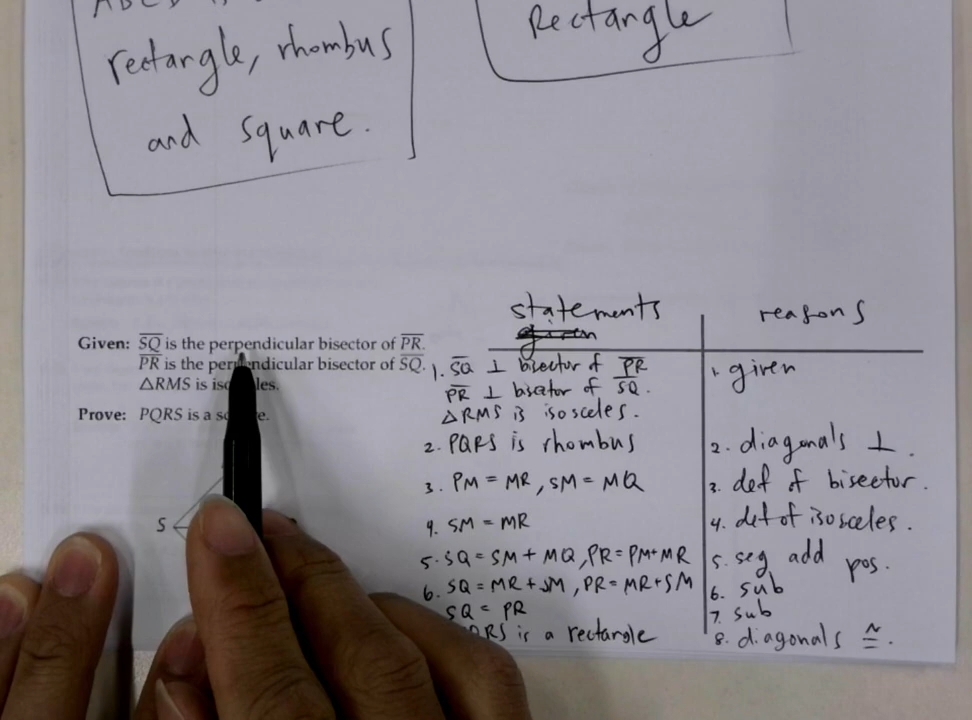 ABCD is
rectangle, rhombus
and square.
Rectangle
Given: SQ is the perpendicular bisector of PR.
PR is the perpendicular bisector of SQ.
△RMS is isosceles.
Prove: PQRS is a
S
statements
reasons
1. SQ ⊥ bisector of PR
PR ⊥ bisector of SQ.
△RMS is isosceles.
1. given
2. PQRS is rhombus
2. diagonals ⊥.
3. PM = MR, SM = MQ
3. def of bisector.
4. SM = MR
4. def of isosceles.
5. SQ = SM + MQ, PR = PM + MR
5. seg add pos.
6. SQ = MR + SM, PR = MR + SM
6. sub
SQ = PR
7. sub
QRS is a rectangle
8. diagonals ≅.